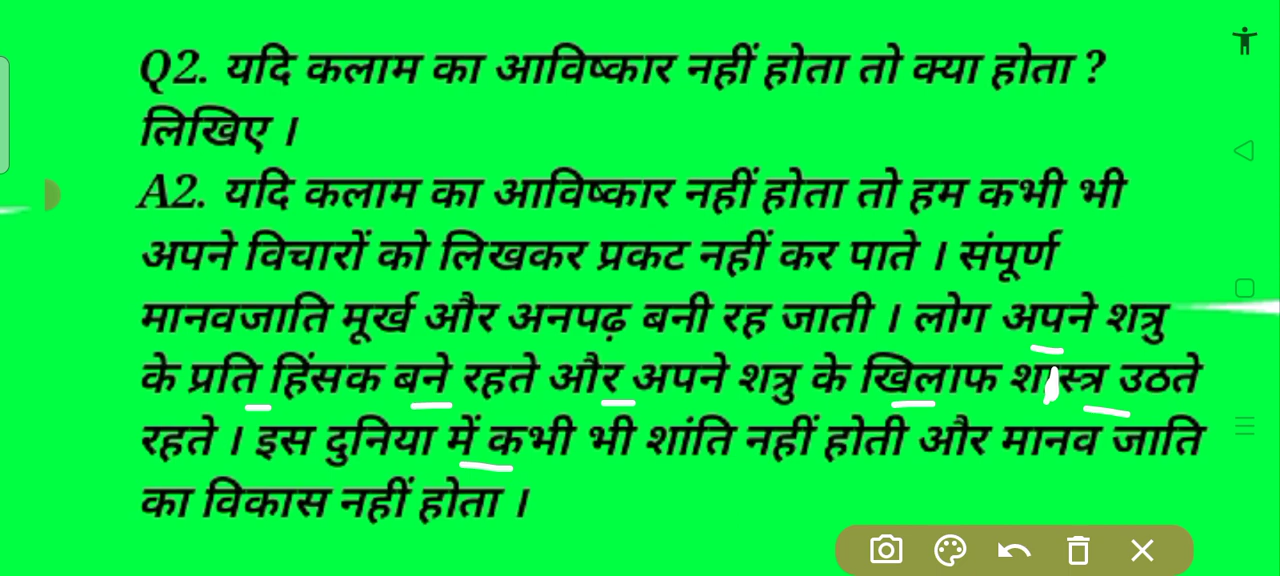 Q2. यदि कलाम का आविष्कार नहीं होता तो क्या होता ?
लिखिए ।
A2. यदि कलाम का आविष्कार नहीं होता तो हम कभी भी
अपने विचारों को लिखकर प्रकट नहीं कर पाते । संपूर्ण
मानवजाति मूर्ख और अनपढ़ बनी रह जाती । लोग अपने शत्रु
के प्रति हिंसक बने रहते और अपने शत्रु के खिलाफ शास्त्र उठते
रहते । इस दुनिया में कभी भी शांति नहीं होती और मानव जाति
का विकास नहीं होता ।